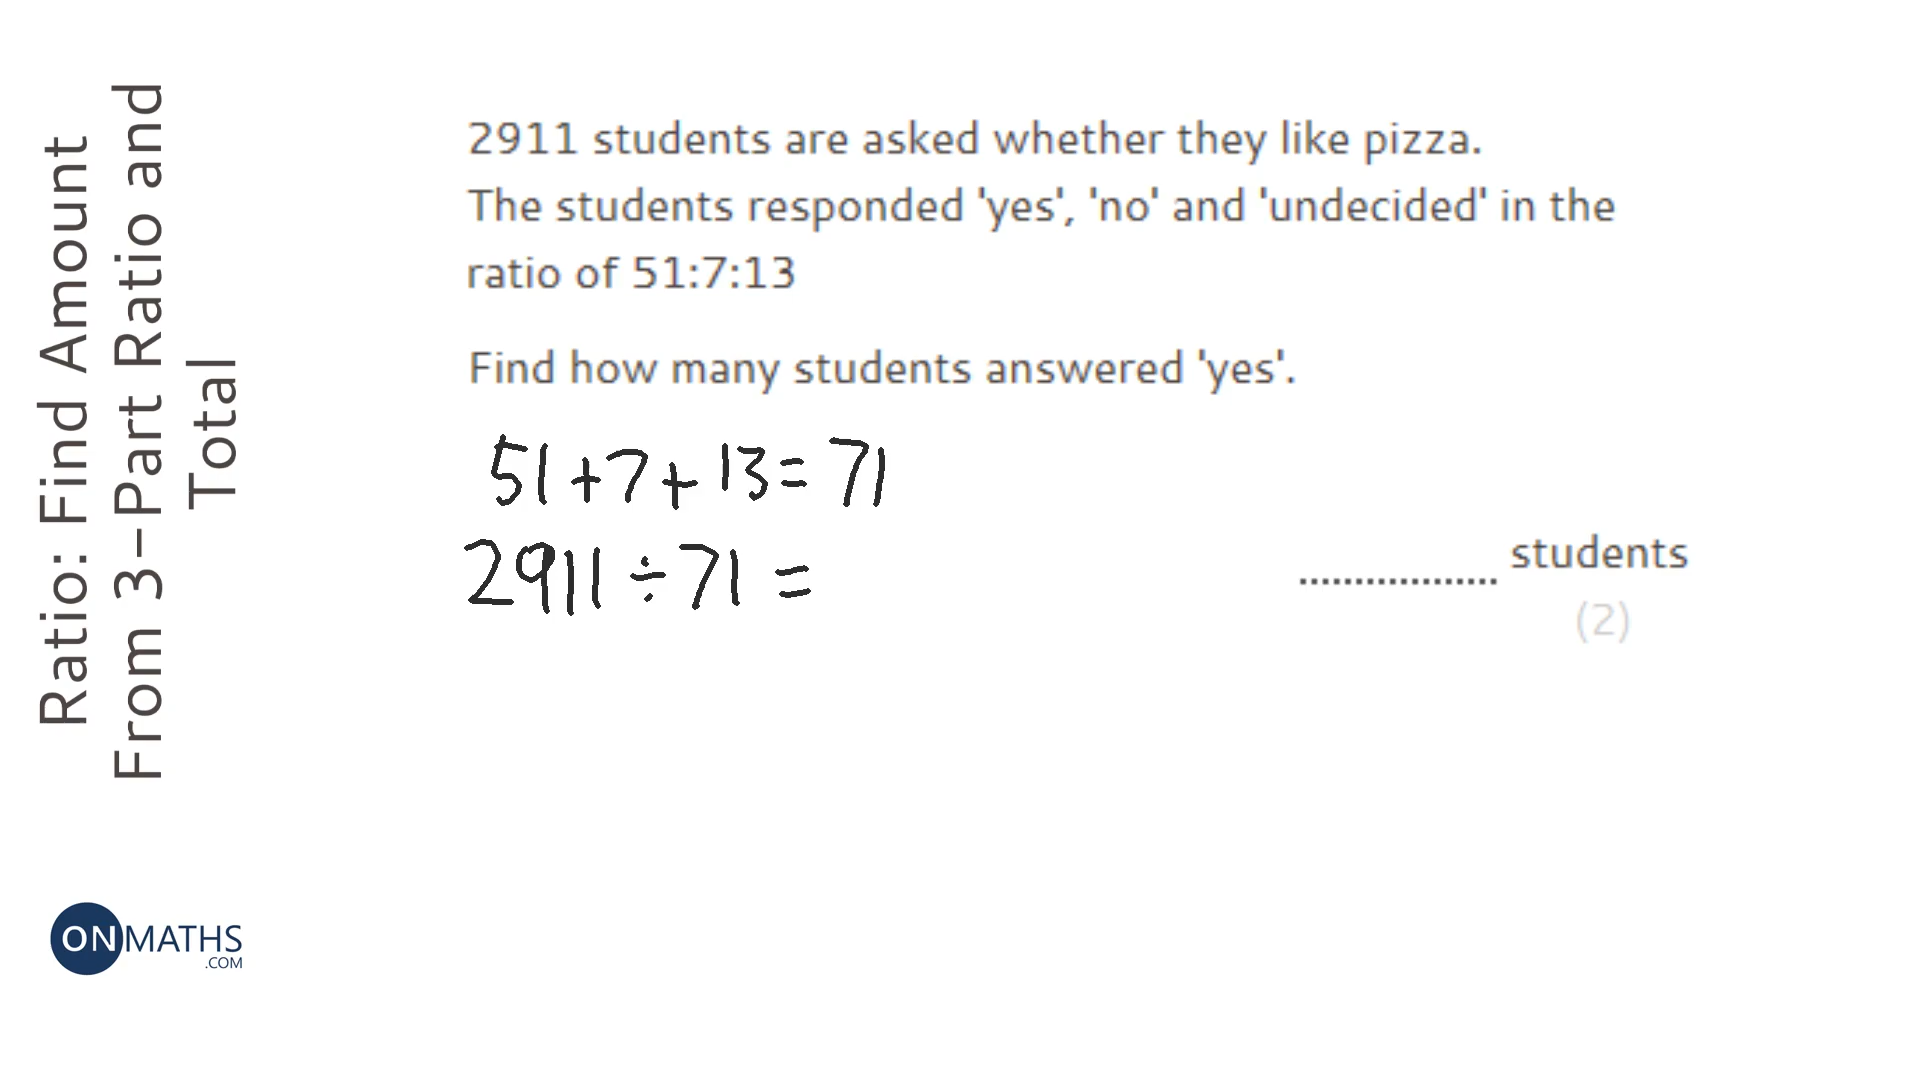 Ratio: Find Amount
From 3-Part Ratio and
Total
2911 students are asked whether they like pizza.
The students responded 'yes', 'no' and 'undecided' in the
ratio of 51:7:13
Find how many students answered 'yes'.
51+7+13=71
2911÷71=
.................. students
(2)
ONMATHS
.COM